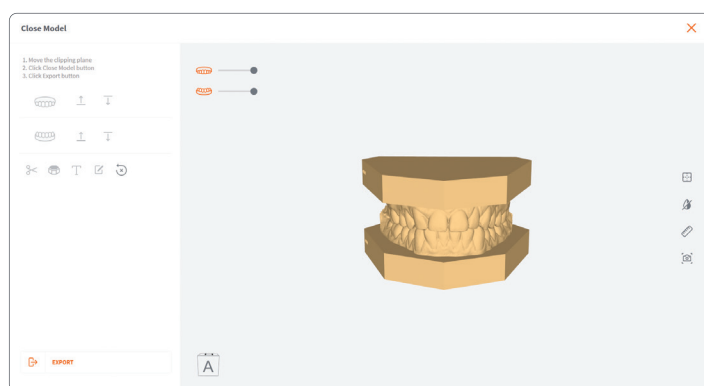 Close Model
1. Move the clipping plane
2. Click Close Model button
3. Click Export button
T
EXPORT
A